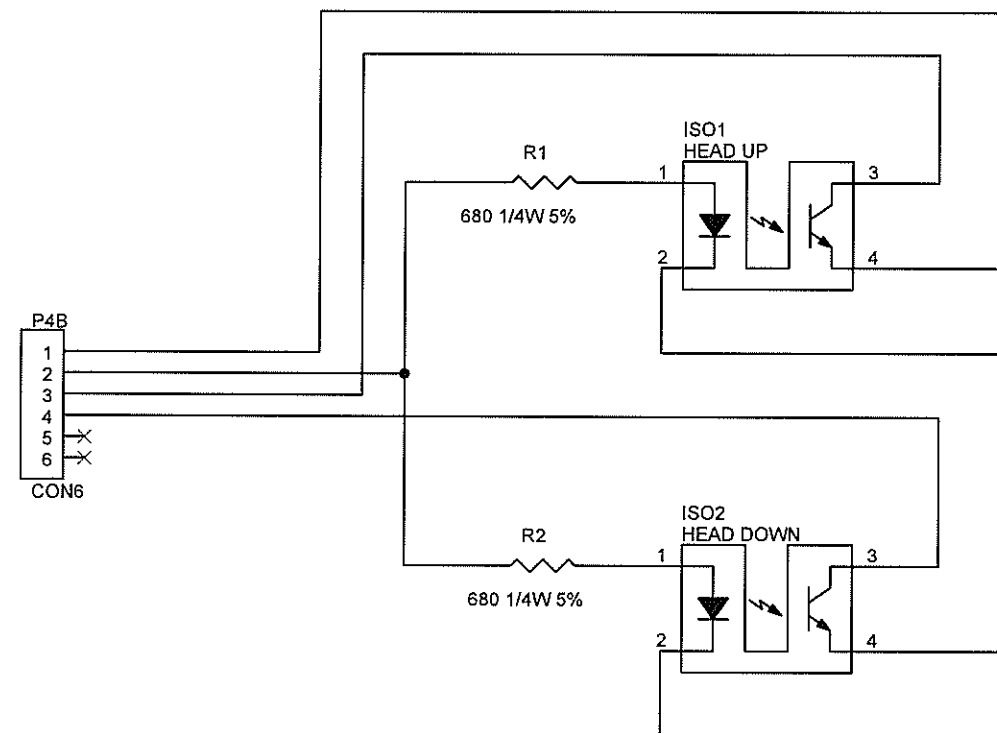 ISO1
HEAD UP
R1
1
3
680 1/4W 5%
2
4
P4B
1
2
3
4
5
6
CON6
ISO2
HEAD DOWN
R2
1
3
680 1/4W 5%
2
4